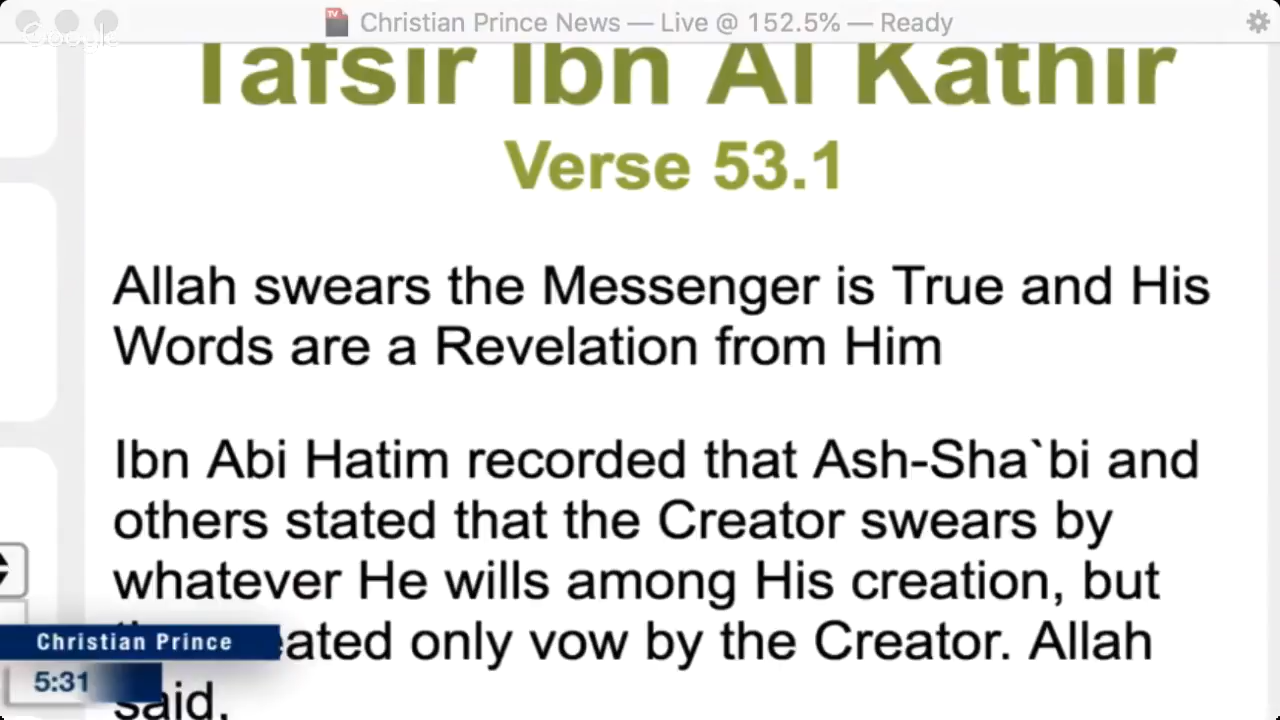 Christian Prince News — Live @ 152.5% — Ready
TV
Google
Tafsir Ibn Al Kathir
Verse 53.1
Allah swears the Messenger is True and His
Words are a Revelation from Him
Ibn Abi Hatim recorded that Ash-Sha`bi and
others stated that the Creator swears by
whatever He wills among His creation, but
only vow by the Creator. Allah
Christian Prince
said,
5:31